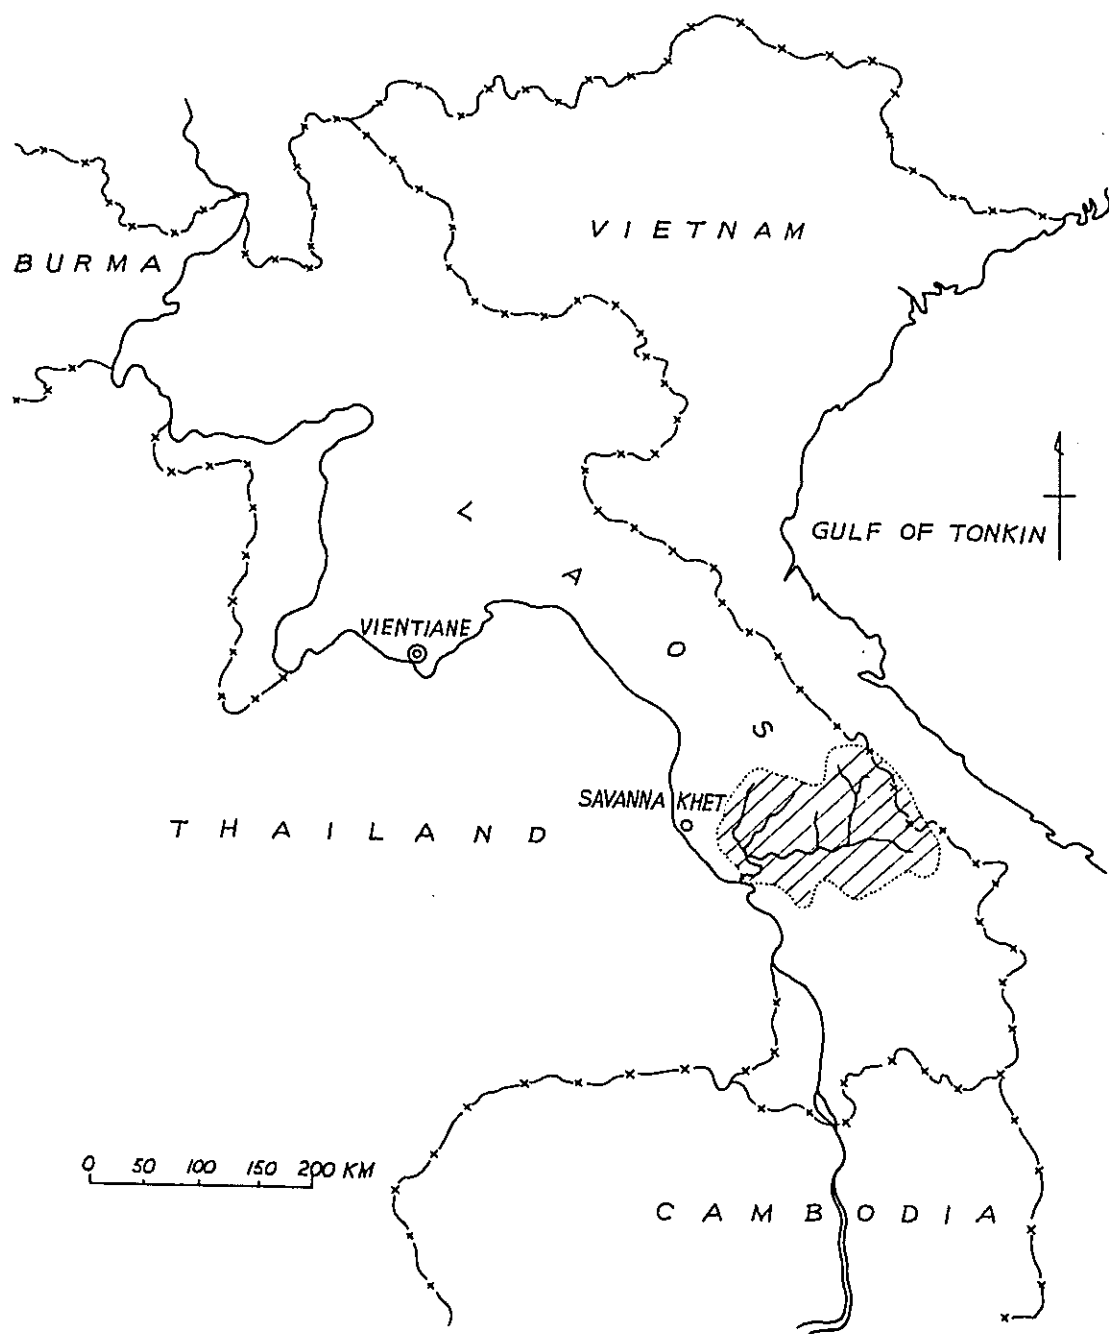 VIETNAM
BURMA
LAOS
GULF OF TONKIN
VIENTIANE
SAVANNA KHET
THAILAND
0 50 100 150 200 KM
CAMBODIA